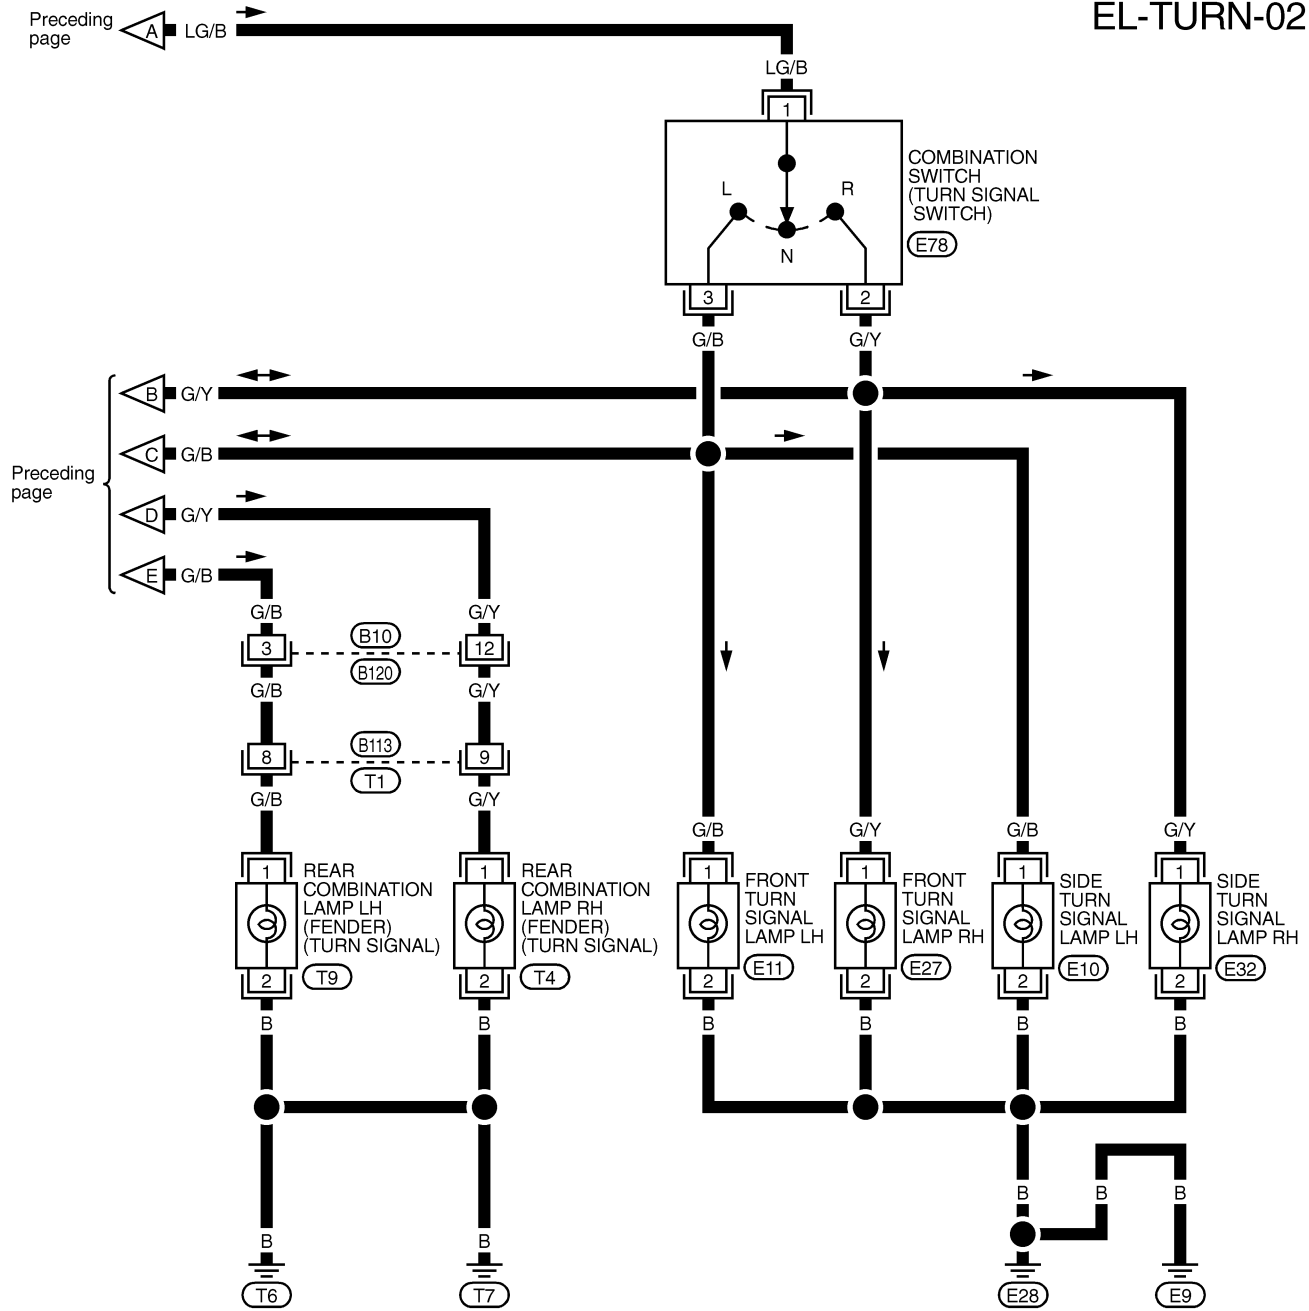 EL-TURN-02
Preceding
page
A
LG/B
LG/B
1
COMBINATION
SWITCH
(TURN SIGNAL
SWITCH)
E78
L
R
N
3
2
G/B
G/Y
Preceding
page
B
G/Y
C
G/B
D
G/Y
E
G/B
G/B
G/Y
3
B10
B120
12
G/B
G/Y
8
B113
T1
9
G/B
G/Y
G/B
G/Y
G/B
G/Y
1
REAR
COMBINATION
LAMP LH
(FENDER)
(TURN SIGNAL)
T9
2
1
REAR
COMBINATION
LAMP RH
(FENDER)
(TURN SIGNAL)
T4
2
1
FRONT
TURN
SIGNAL
LAMP LH
E11
2
1
FRONT
TURN
SIGNAL
LAMP RH
E27
2
1
SIDE
TURN
SIGNAL
LAMP LH
E10
2
1
SIDE
TURN
SIGNAL
LAMP RH
E32
2
B
B
B
B
B
B
B
B
B
B
B
T6
T7
E28
E9